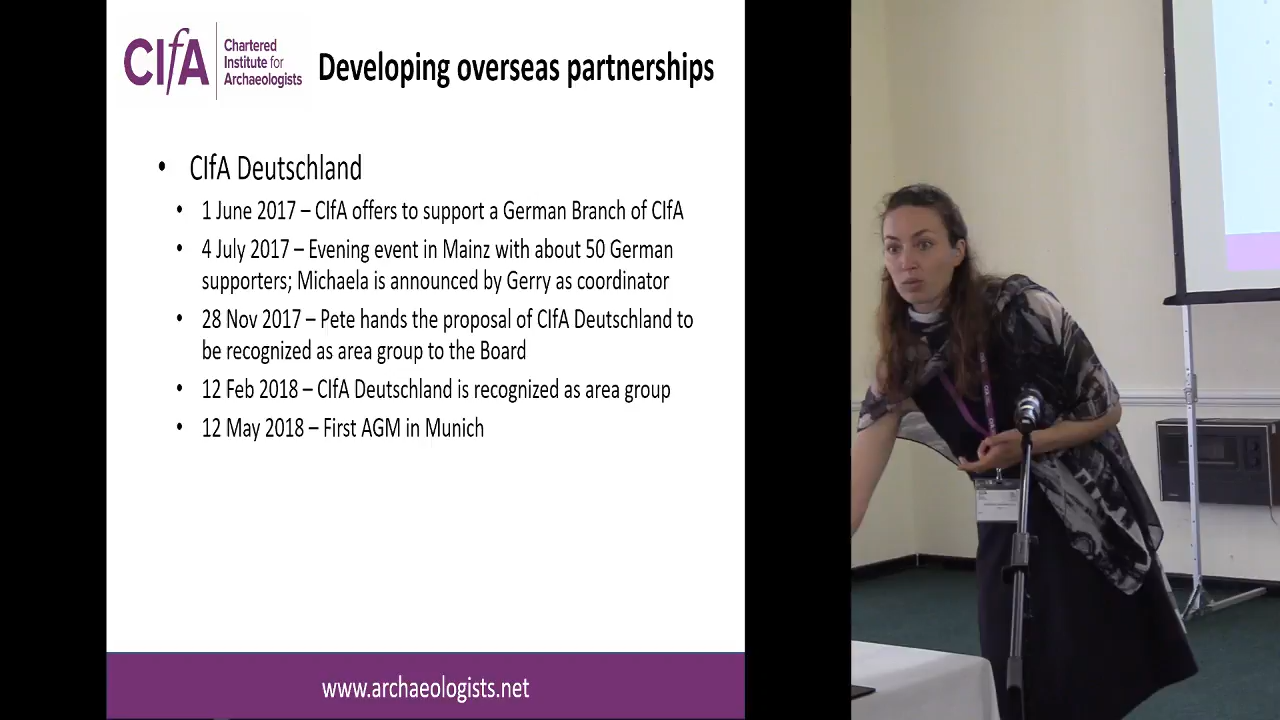 CIfA
Chartered
Institute for
Archaeologists
Developing overseas partnerships
• CIfA Deutschland
• 1 June 2017 – CIfA offers to support a German Branch of CIfA
• 4 July 2017 – Evening event in Mainz with about 50 German
supporters; Michaela is announced by Gerry as coordinator
• 28 Nov 2017 – Pete hands the proposal of CIfA Deutschland to
be recognized as area group to the Board
• 12 Feb 2018 – CIfA Deutschland is recognized as area group
• 12 May 2018 – First AGM in Munich
www.archaeologists.net